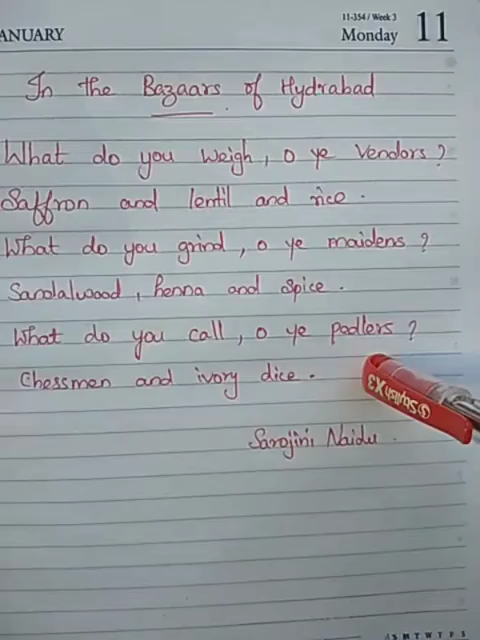 ANUARY
11-354 / Week 3
Monday 11
In the Bazaars of Hydrabad
What do you weigh, o ye vendors?
Saffron and lentil and rice.
What do you grind, o ye maidens?
Sandalwood, henna and spice.
What do you call, o ye pedlers?
Chessmen and ivory dice.
Stylish X3
Sarojini Naidu.
S M T W T F S